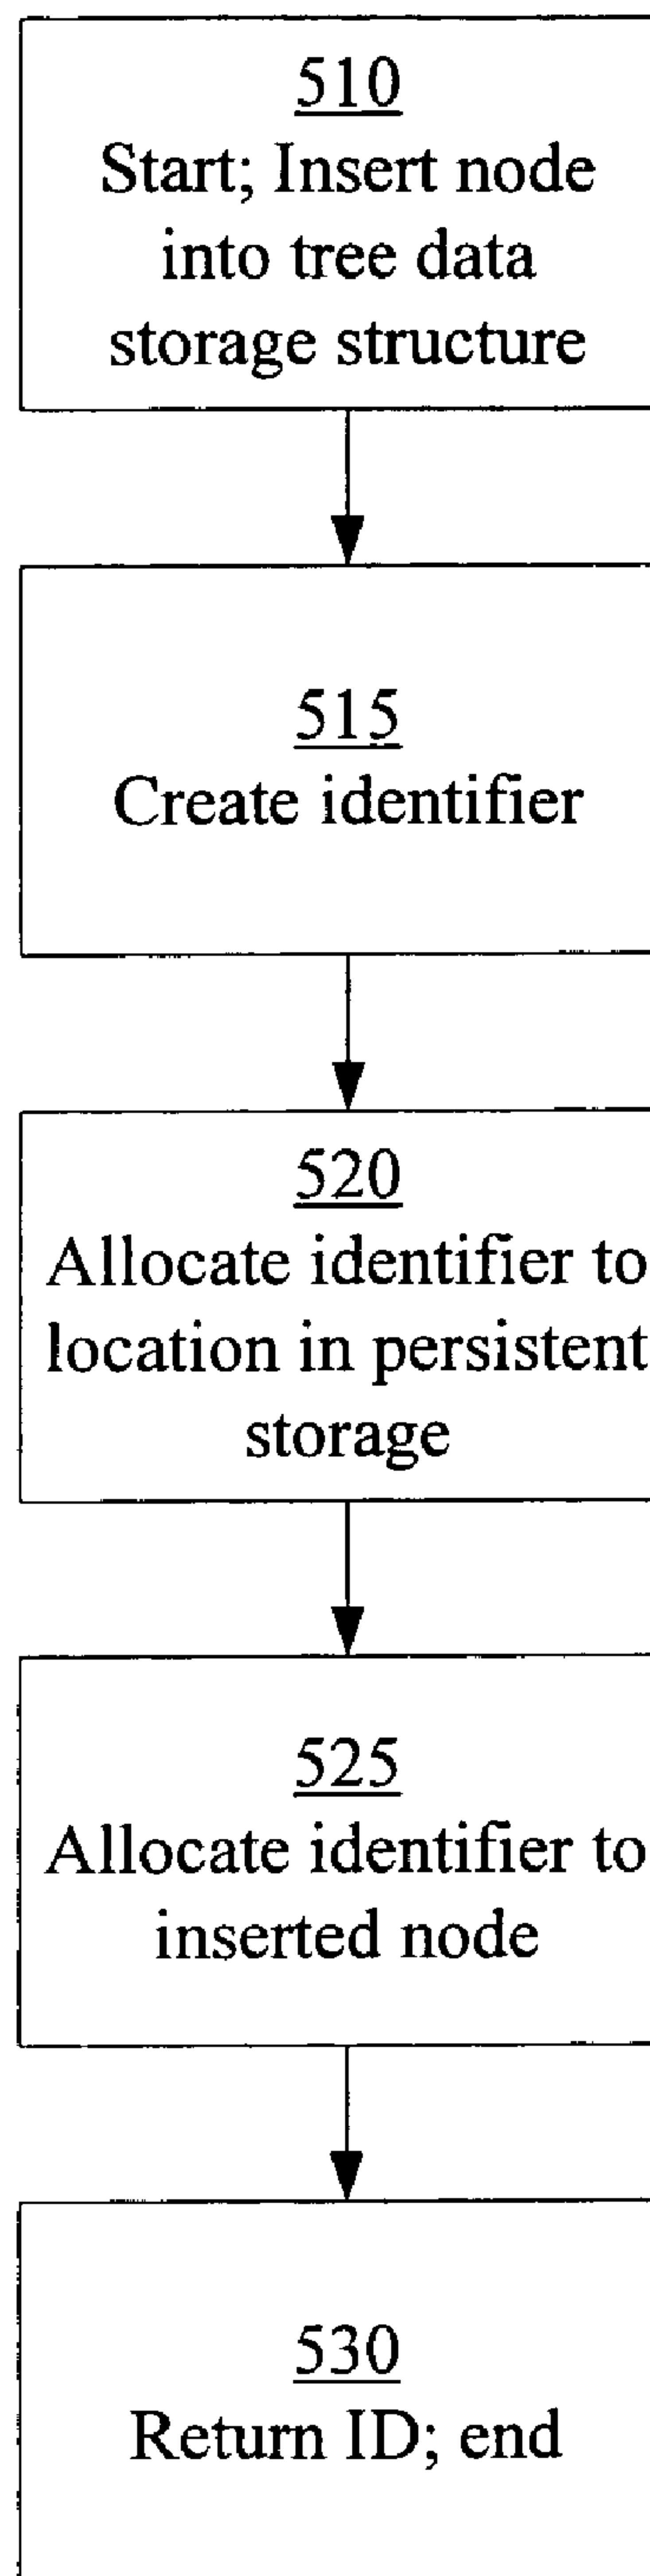 510
Start; Insert node
into tree data
storage structure
515
Create identifier
520
Allocate identifier to
location in persistent
storage
525
Allocate identifier to
inserted node
530
Return ID; end